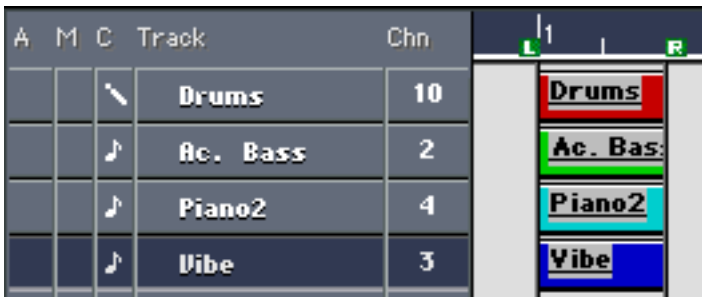 A M C Track Chn 1
L R
Drums 10 Drums
Ac. Bass 2 Ac. Bas
Piano2 4 Piano2
Vibe 3 Vibe